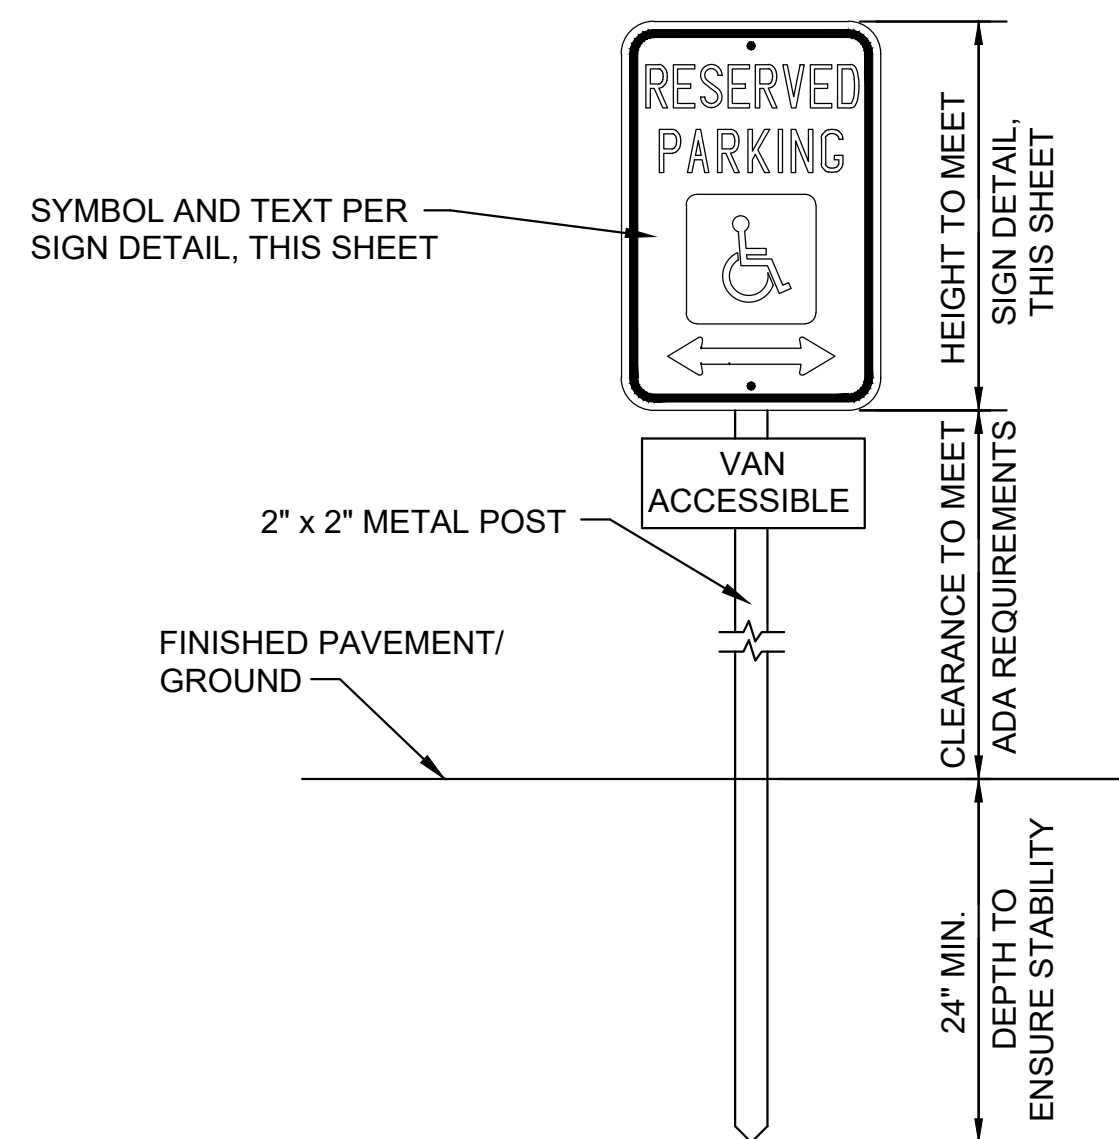 RESERVED
PARKING
SYMBOL AND TEXT PER
SIGN DETAIL, THIS SHEET
HEIGHT TO MEET
SIGN DETAIL,
THIS SHEET
VAN
ACCESSIBLE
2" x 2" METAL POST
CLEARANCE TO MEET
ADA REQUIREMENTS
FINISHED PAVEMENT/
GROUND
24" MIN.
DEPTH TO
ENSURE STABILITY